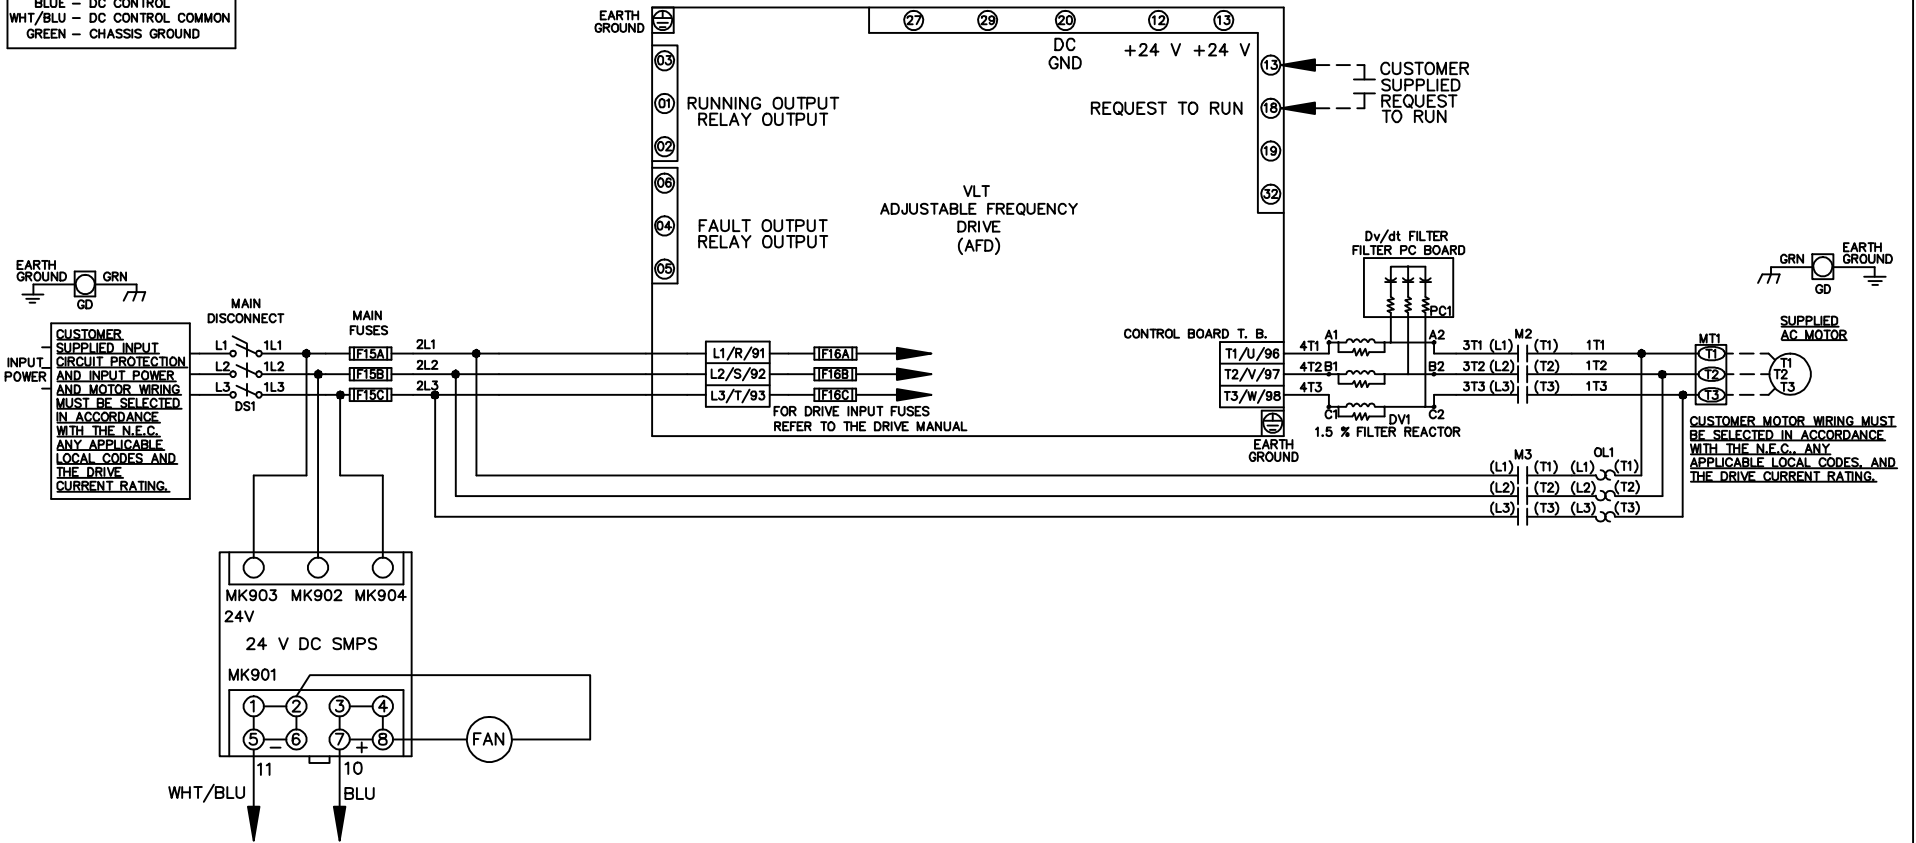 BLUE – DC CONTROL
WHT/BLU – DC CONTROL COMMON
GREEN – CHASSIS GROUND
EARTH
GROUND
27 29 20 12 13
DC
GND
+24 V +24 V
03
01
02
RUNNING OUTPUT
RELAY OUTPUT
06
04
05
FAULT OUTPUT
RELAY OUTPUT
REQUEST TO RUN
13
18
19
32
CUSTOMER
SUPPLIED
REQUEST
TO RUN
VLT
ADJUSTABLE FREQUENCY
DRIVE
(AFD)
Dv/dt FILTER
FILTER PC BOARD
PC1
EARTH
GROUND
GRN
GD
GRN
GD
EARTH
GROUND
INPUT
POWER
CUSTOMER
SUPPLIED INPUT
CIRCUIT PROTECTION
AND INPUT POWER
AND MOTOR WIRING
MUST BE SELECTED
IN ACCORDANCE
WITH THE N.E.C.
ANY APPLICABLE
LOCAL CODES AND
THE DRIVE
CURRENT RATING.
MAIN
DISCONNECT
L1 1L1
L2 1L2
L3 1L3
DS1
MAIN
FUSES
F15A
F15B
F15C
2L1
2L2
2L3
L1/R/91
L2/S/92
L3/T/93
F16A
F16B
F16C
FOR DRIVE INPUT FUSES
REFER TO THE DRIVE MANUAL
CONTROL BOARD T. B.
T1/U/96
T2/V/97
T3/W/98
EARTH
GROUND
4T1 A1 A2
4T2 B1 B2
4T3 C1 C2
DV1
1.5 % FILTER REACTOR
M2
3T1 (L1) (T1) 1T1
3T2 (L2) (T2) 1T2
3T3 (L3) (T3) 1T3
MT1
T1
T2
T3
SUPPLIED
AC MOTOR
T1
T2
T3
CUSTOMER MOTOR WIRING MUST
BE SELECTED IN ACCORDANCE
WITH THE N.E.C., ANY
APPLICABLE LOCAL CODES, AND
THE DRIVE CURRENT RATING.
M3 OL1
(L1) (T1) (L1) (T1)
(L2) (T2) (L2) (T2)
(L3) (T3) (L3) (T3)
MK903 MK902 MK904
24V
24 V DC SMPS
MK901
1 2 3 4
5 – 6 7 + 8
FAN
11 10
WHT/BLU BLU